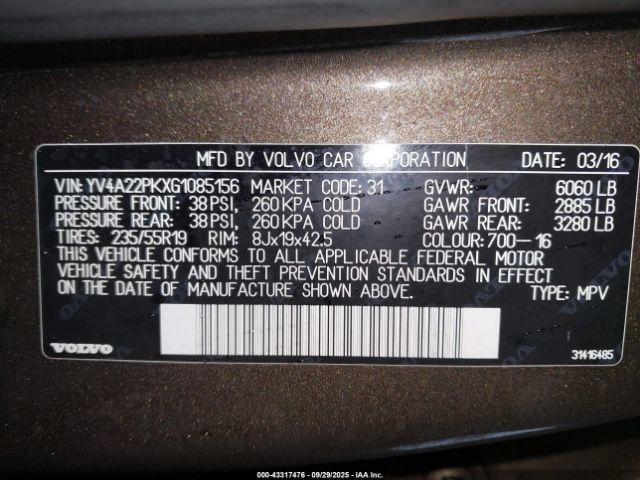 MFD BY VOLVO CAR CORPORATION DATE: 03/16
VIN: YV4A22PKXG1085156 MARKET CODE: 31 GVWR: 6060 LB
PRESSURE FRONT: 38 PSI, 260 KPA COLD GAWR FRONT: 2885 LB
PRESSURE REAR: 38 PSI, 260 KPA COLD GAWR REAR: 3280 LB
TIRES: 235/55R19 RIM: 8Jx19x42.5 COLOUR: 700-16
THIS VEHICLE CONFORMS TO ALL APPLICABLE FEDERAL MOTOR
VEHICLE SAFETY AND THEFT PREVENTION STANDARDS IN EFFECT
ON THE DATE OF MANUFACTURE SHOWN ABOVE. TYPE: MPV
VOLVO 31416485
000-43317476 - 09/29/2025 - IAAI.com